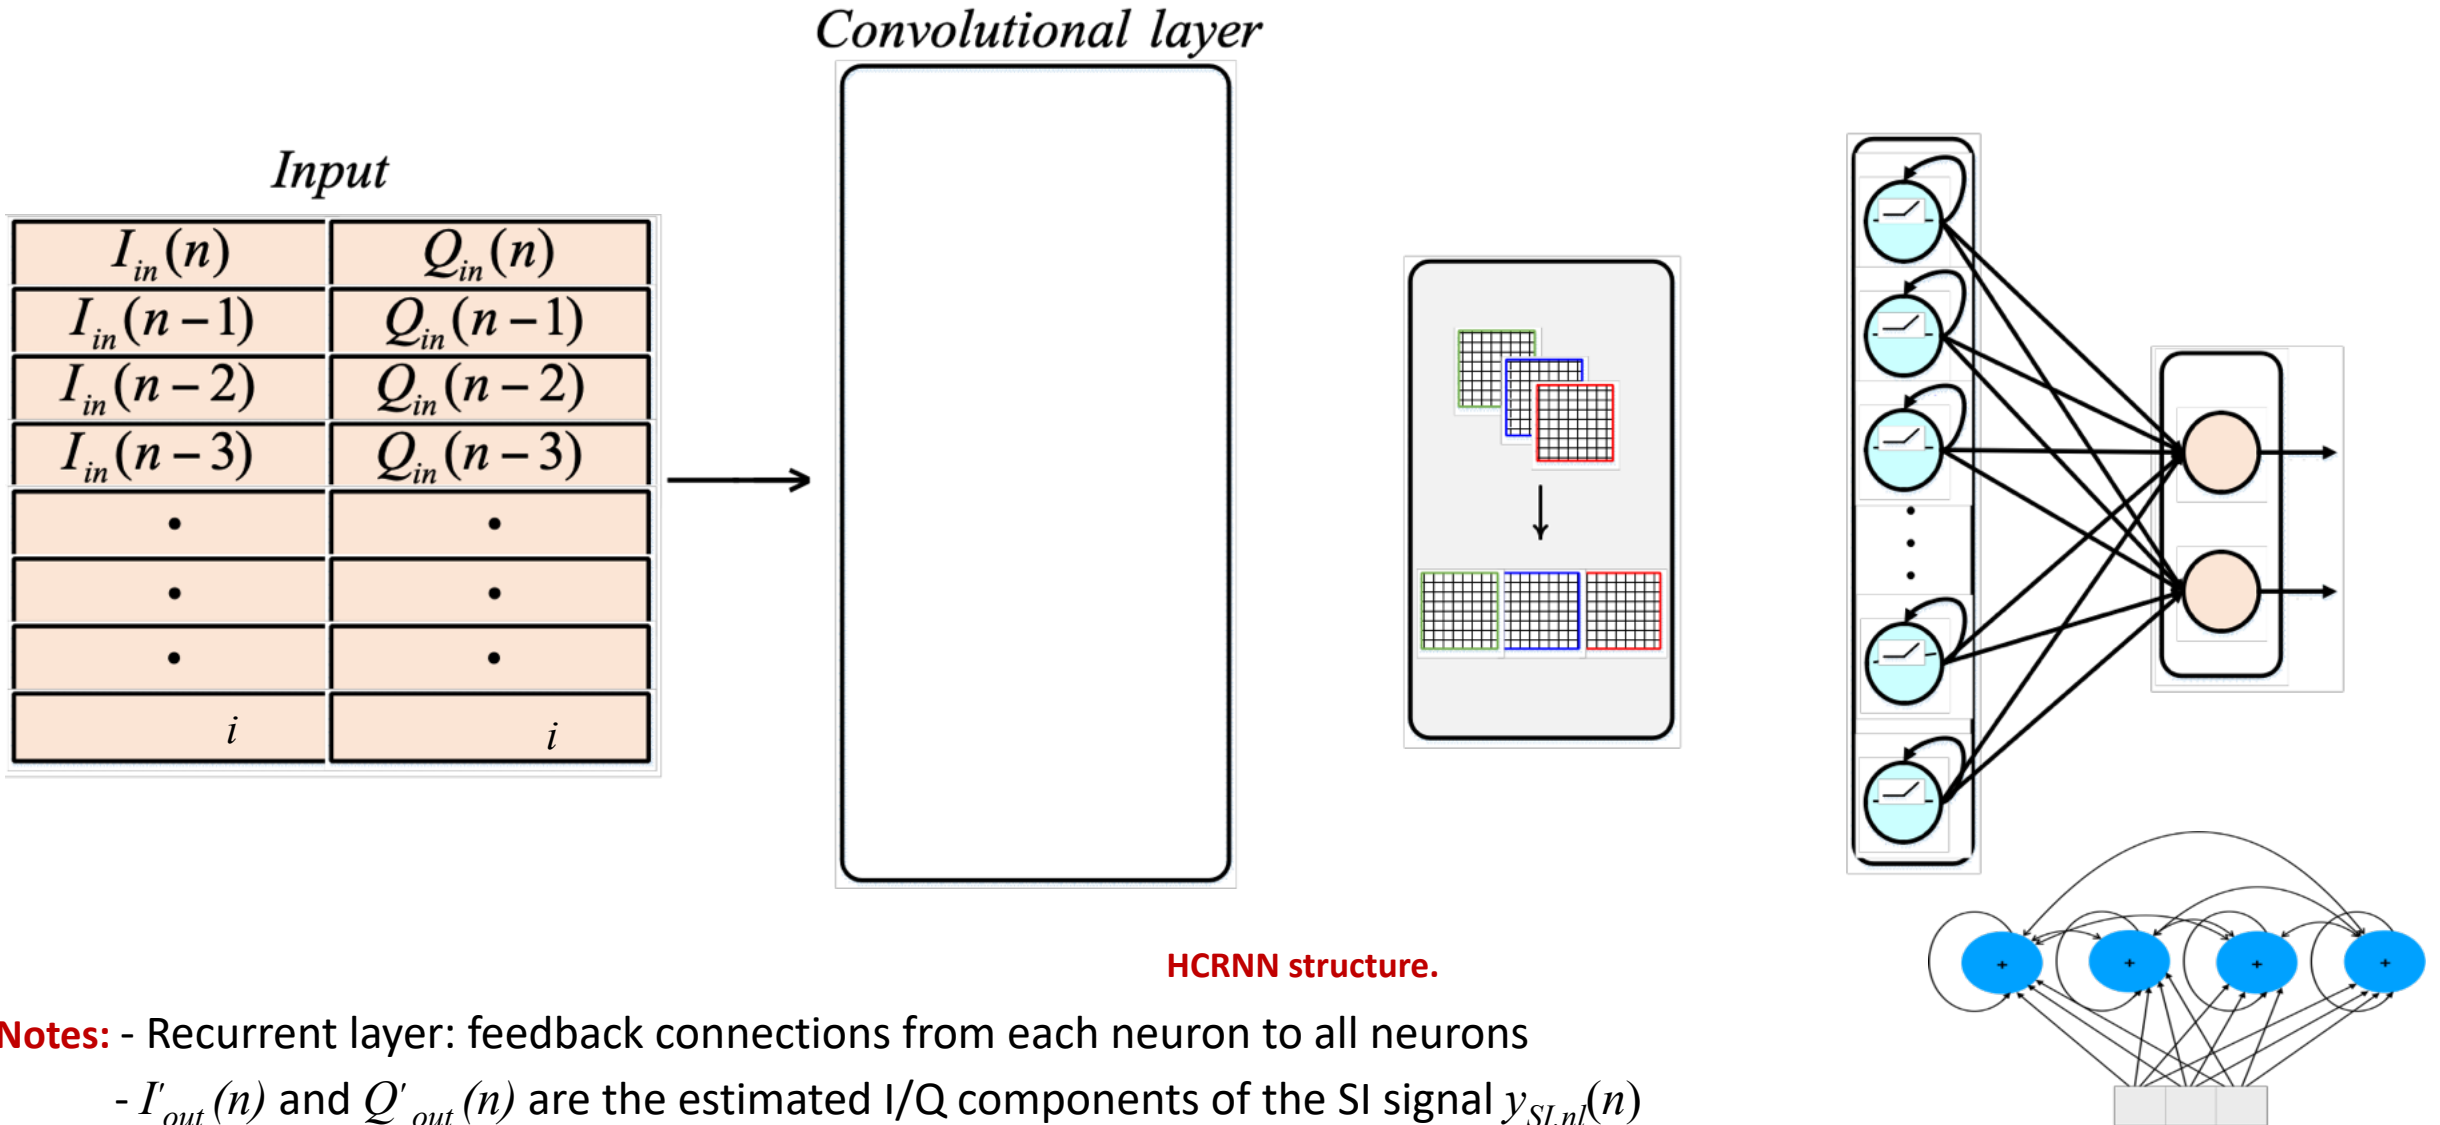 Convolutional layer
Input
I_in(n) Q_in(n)
I_in(n−1) Q_in(n−1)
I_in(n−2) Q_in(n−2)
I_in(n−3) Q_in(n−3)
i i
+ + + +
HCRNN structure.
Notes: - Recurrent layer: feedback connections from each neuron to all neurons
- I′_out (n) and Q′_out (n) are the estimated I/Q components of the SI signal y_SI,nl(n)